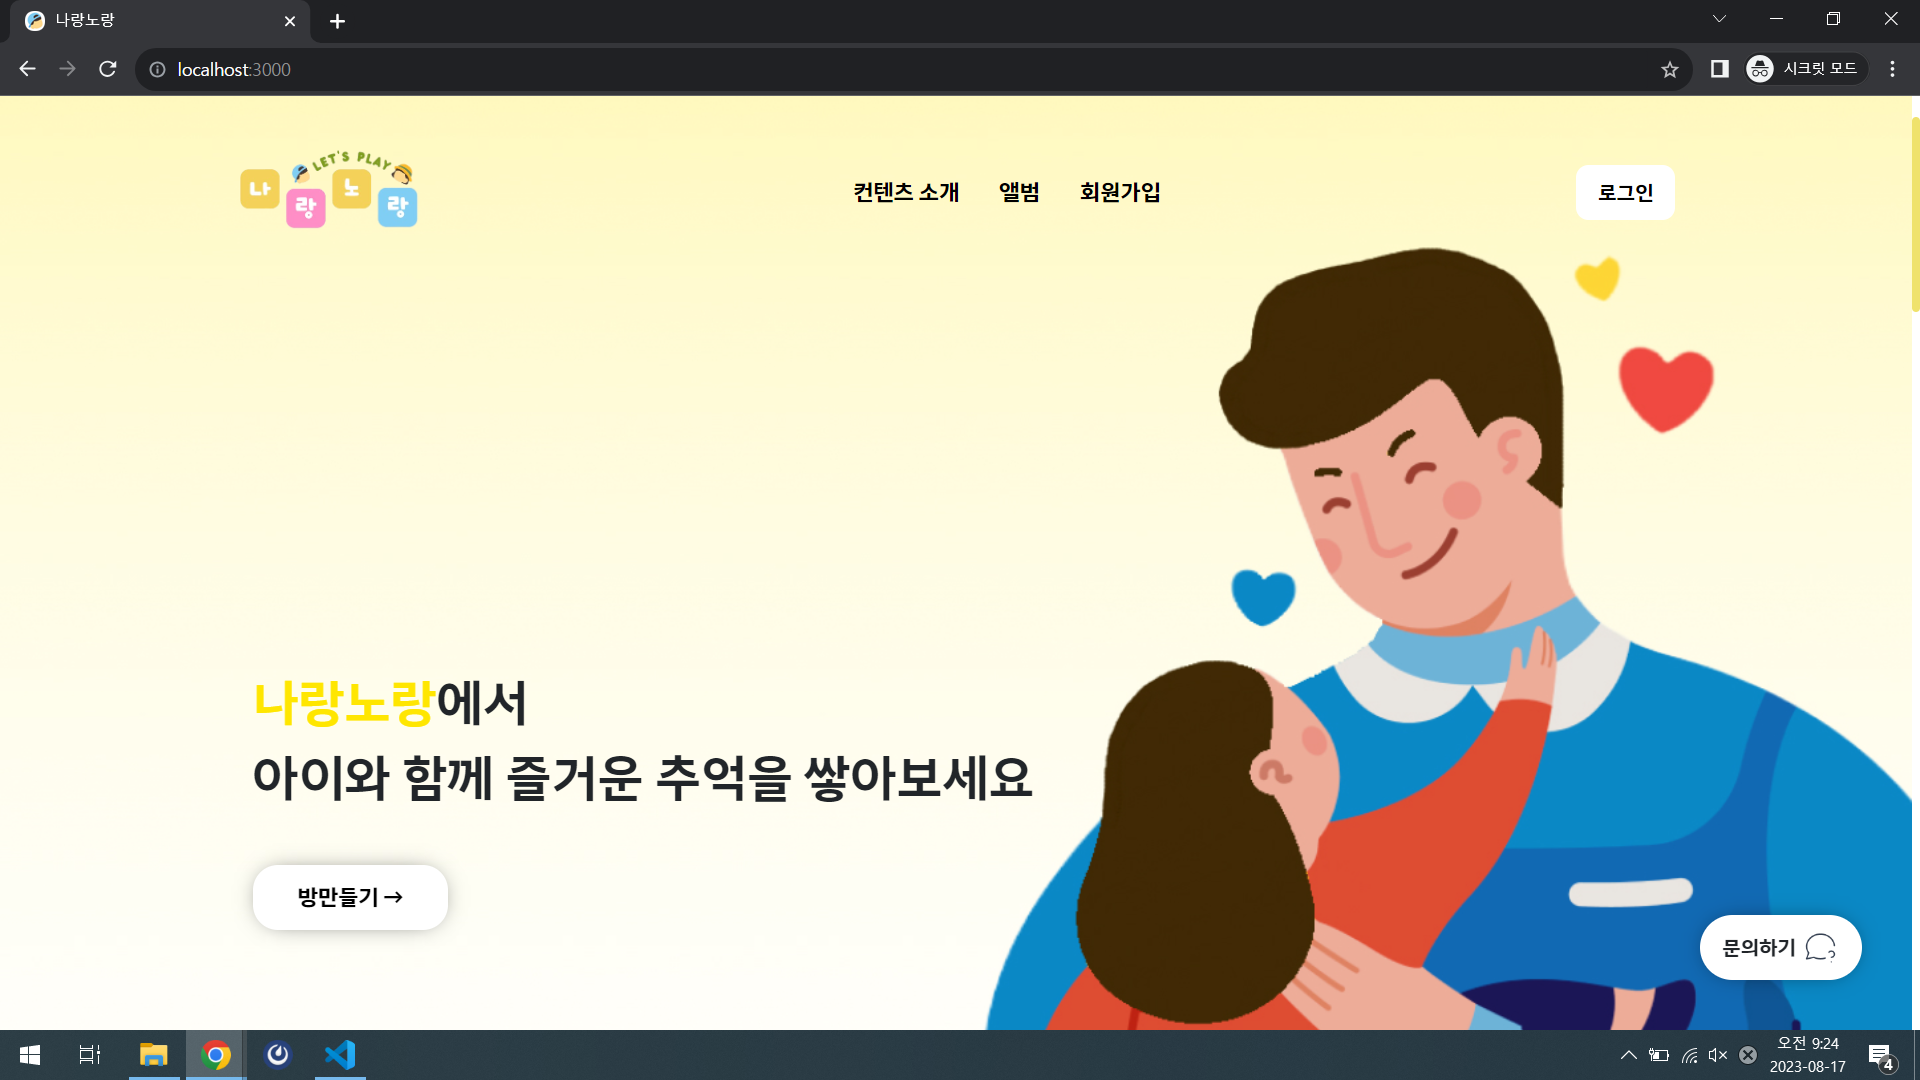 나랑노랑
localhost:3000
시크릿 모드
LET'S PLAY
나랑노랑
컨텐츠 소개
앨범
회원가입
로그인
나랑노랑에서
아이와 함께 즐거운 추억을 쌓아보세요
방만들기 →
문의하기
오전 9:24
2023-08-17
4